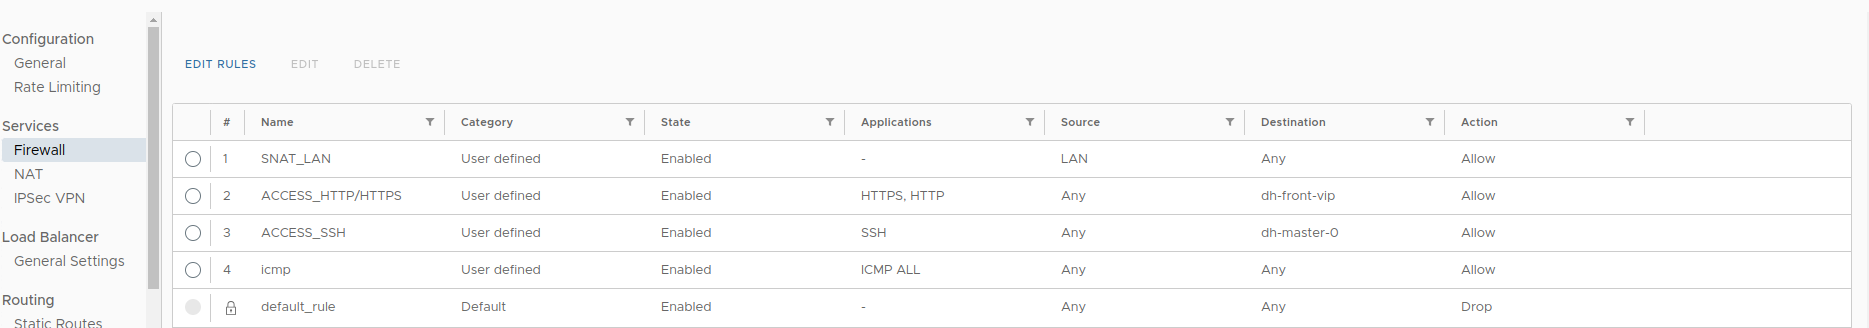 Configuration
General
Rate Limiting
Services
Firewall
NAT
IPSec VPN
Load Balancer
General Settings
Routing
Static Routes
EDIT RULES EDIT DELETE
# Name Category State Applications Source Destination Action
1 SNAT_LAN User defined Enabled - LAN Any Allow
2 ACCESS_HTTP/HTTPS User defined Enabled HTTPS, HTTP Any dh-front-vip Allow
3 ACCESS_SSH User defined Enabled SSH Any dh-master-0 Allow
4 icmp User defined Enabled ICMP ALL Any Any Allow
default_rule Default Enabled - Any Any Drop